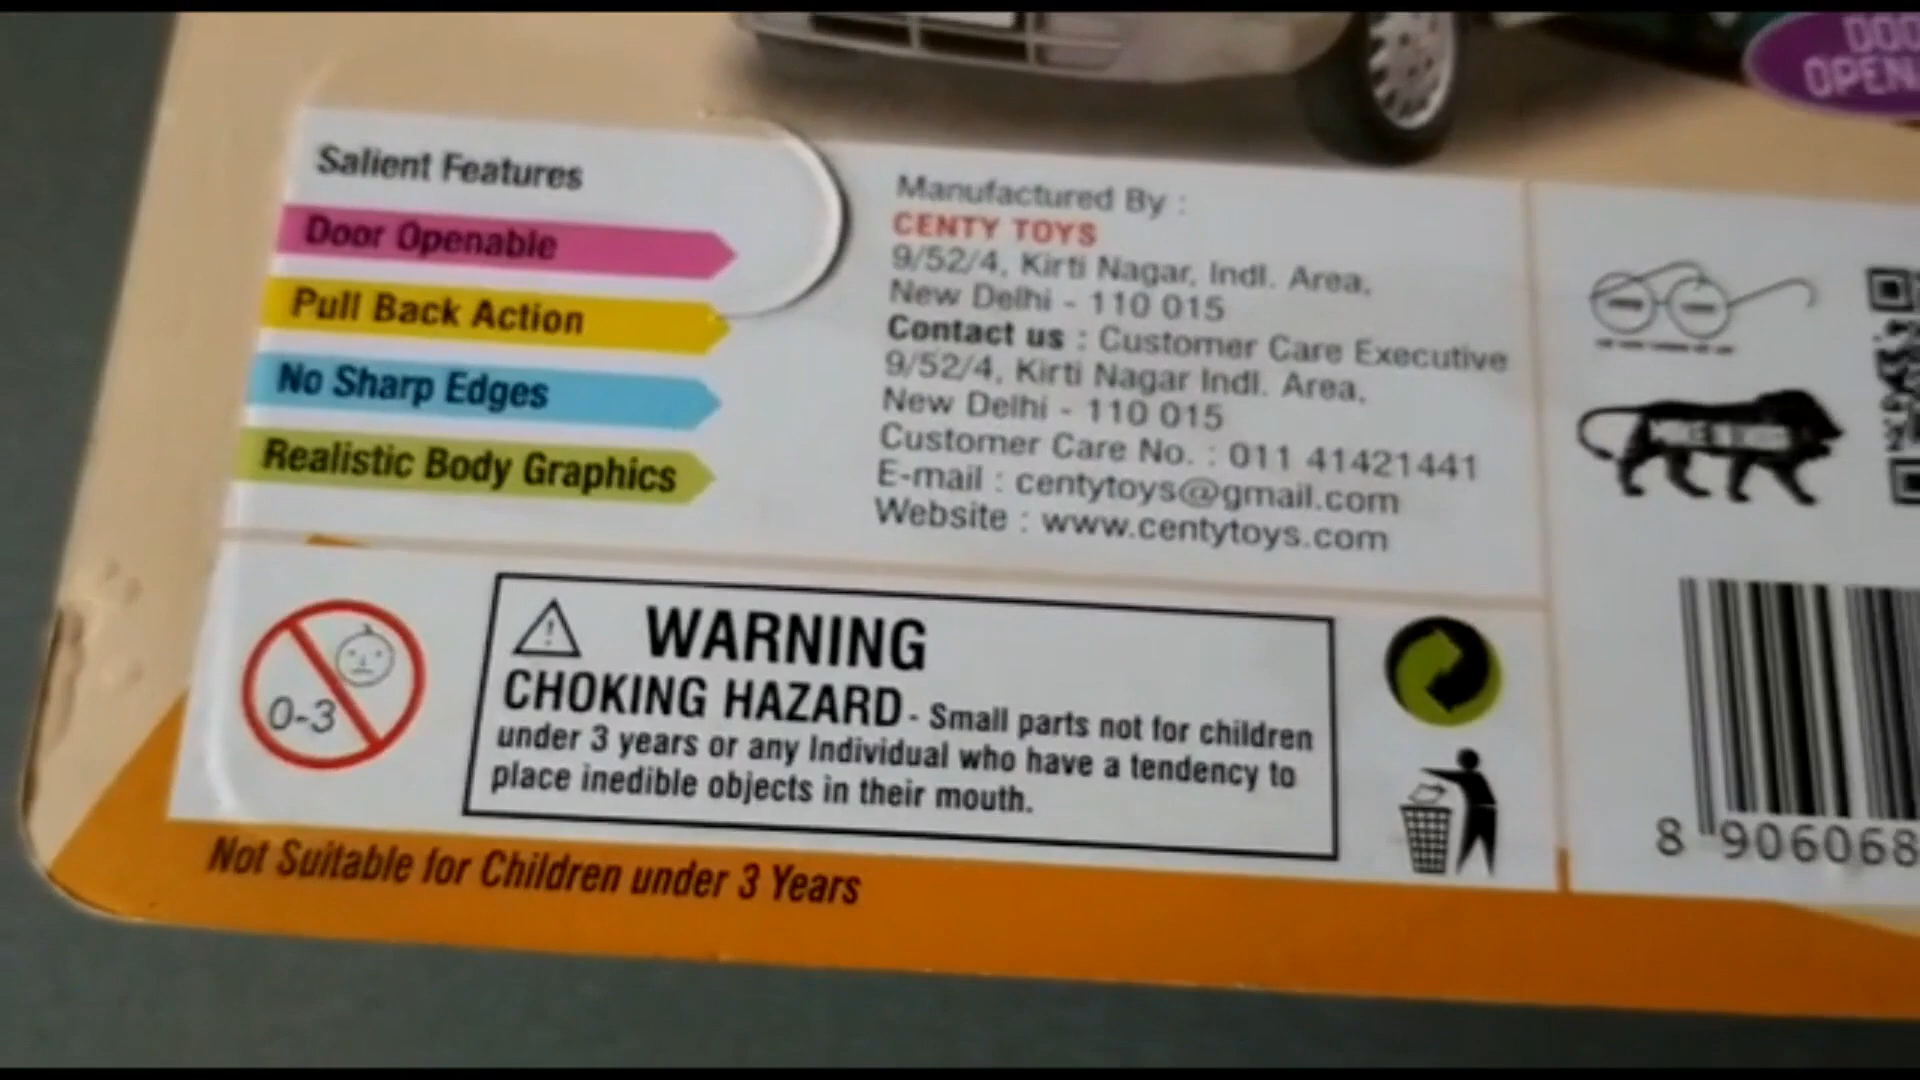 DOO
OPENA
Salient Features
Door Openable
Pull Back Action
No Sharp Edges
Realistic Body Graphics
Manufactured By :
CENTY TOYS
9/52/4, Kirti Nagar, Indl. Area,
New Delhi - 110 015
Contact us : Customer Care Executive
9/52/4, Kirti Nagar Indl. Area,
New Delhi - 110 015
Customer Care No. : 011 41421441
E-mail : centytoys@gmail.com
Website : www.centytoys.com
0-3
WARNING
CHOKING HAZARD - Small parts not for children
under 3 years or any Individual who have a tendency to
place inedible objects in their mouth.
8 906068
Not Suitable for Children under 3 Years